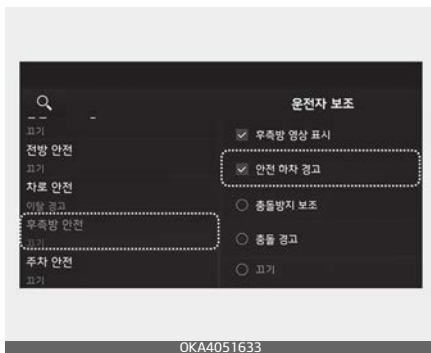 운전자 보조
끄기
전방 안전
끄기
차로 안전
이탈 경고
후측방 안전
끄기
주차 안전
끄기
후측방 영상 표시
안전 하차 경고
충돌방지 보조
충돌 경고
끄기
OKA4051633